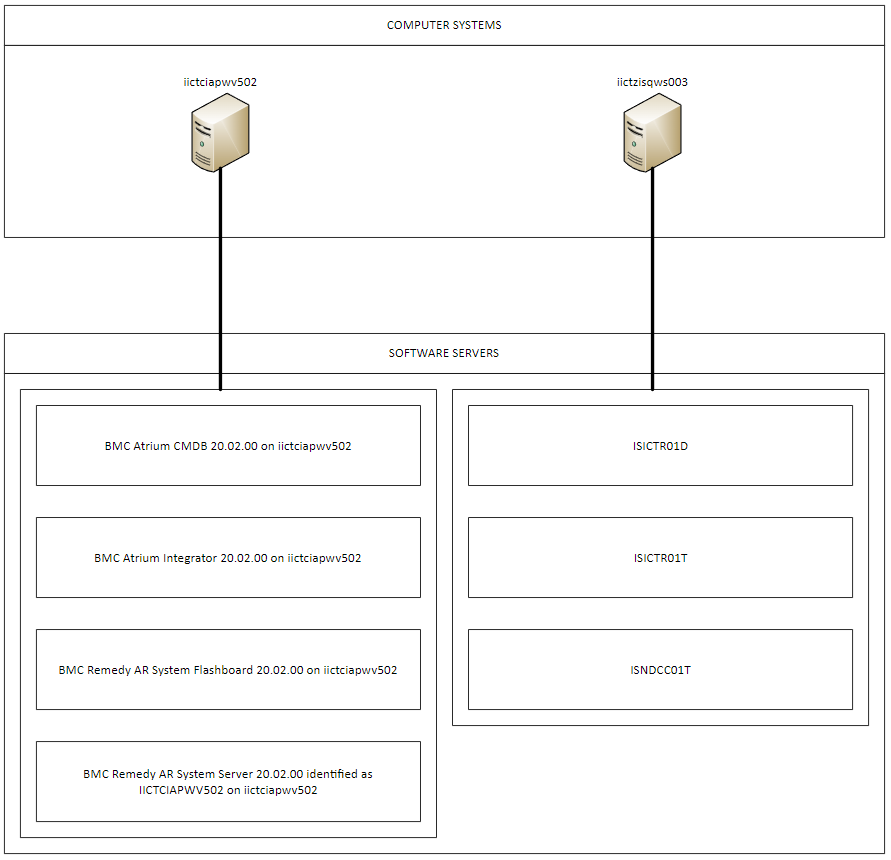 COMPUTER SYSTEMS
iictciapwv502
iictzisqws003
SOFTWARE SERVERS
BMC Atrium CMDB 20.02.00 on iictciapwv502
ISICTR01D
BMC Atrium Integrator 20.02.00 on iictciapwv502
ISICTR01T
BMC Remedy AR System Flashboard 20.02.00 on iictciapwv502
ISNDCC01T
BMC Remedy AR System Server 20.02.00 identified as
IICTCIAPWV502 on iictciapwv502